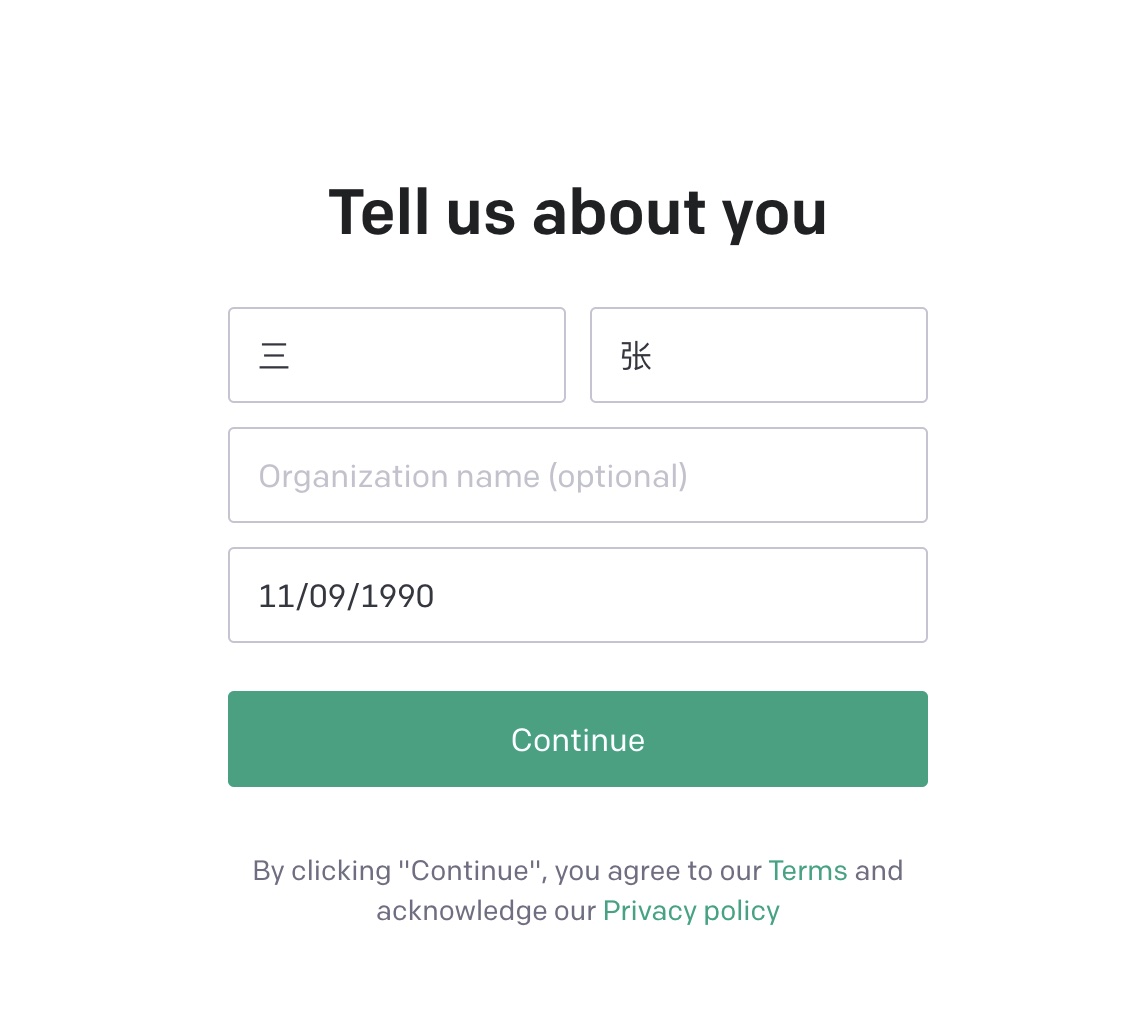 Tell us about you
三 张
Organization name (optional)
11/09/1990
Continue
By clicking "Continue", you agree to our Terms and
acknowledge our Privacy policy